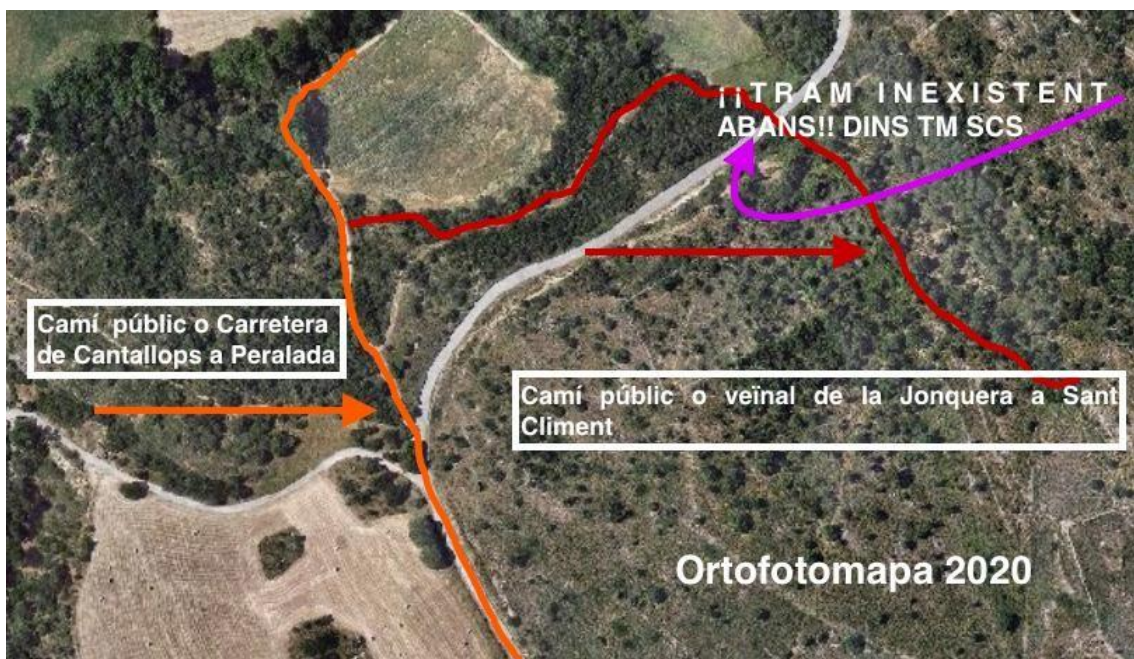 ¡¡TRAM INEXISTENT
ABANS!! DINS TM SCS
Camí públic o Carretera
de Cantallops a Peralada
Camí públic o veïnal de la Jonquera a Sant
Climent
Ortofotomapa 2020